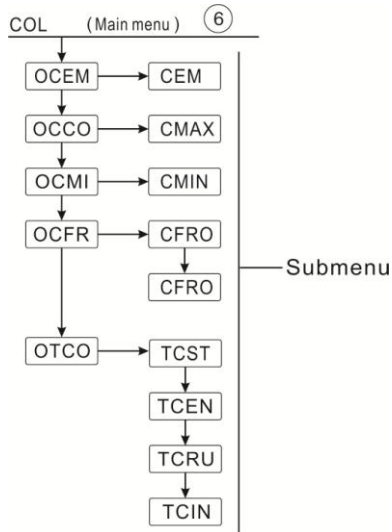 COL (Main menu) ⑥
OCEM CEM
OCCO CMAX
OCMI CMIN
OCFR CFRO
CFRO
Submenu
OTCO TCST
TCEN
TCRU
TCIN